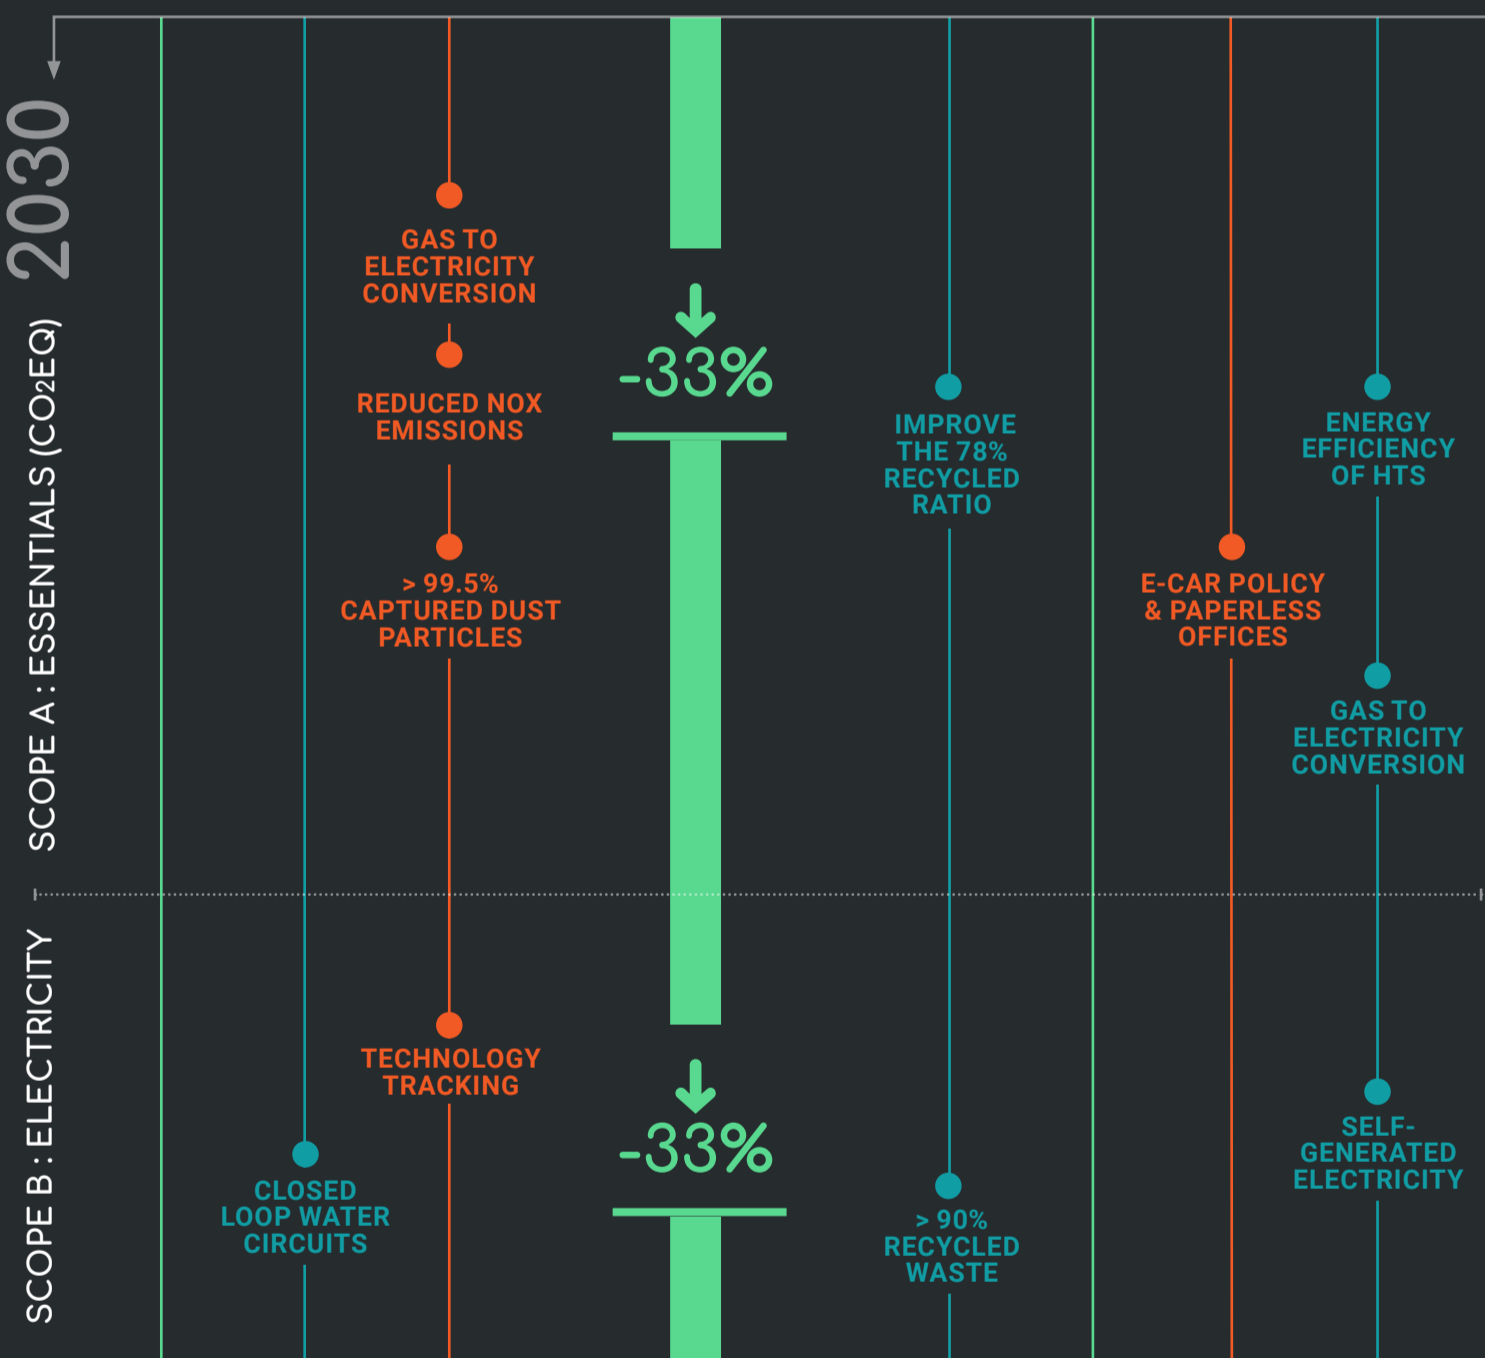 2030
SCOPE A : ESSENTIALS (CO2EQ)
GAS TO
ELECTRICITY
CONVERSION
REDUCED NOX
EMISSIONS
> 99.5%
CAPTURED DUST
PARTICLES
-33%
IMPROVE
THE 78%
RECYCLED
RATIO
E-CAR POLICY
& PAPERLESS
OFFICES
ENERGY
EFFICIENCY
OF HTS
GAS TO
ELECTRICITY
CONVERSION
SCOPE B : ELECTRICITY
CLOSED
LOOP WATER
CIRCUITS
TECHNOLOGY
TRACKING
-33%
> 90%
RECYCLED
WASTE
SELF-
GENERATED
ELECTRICITY